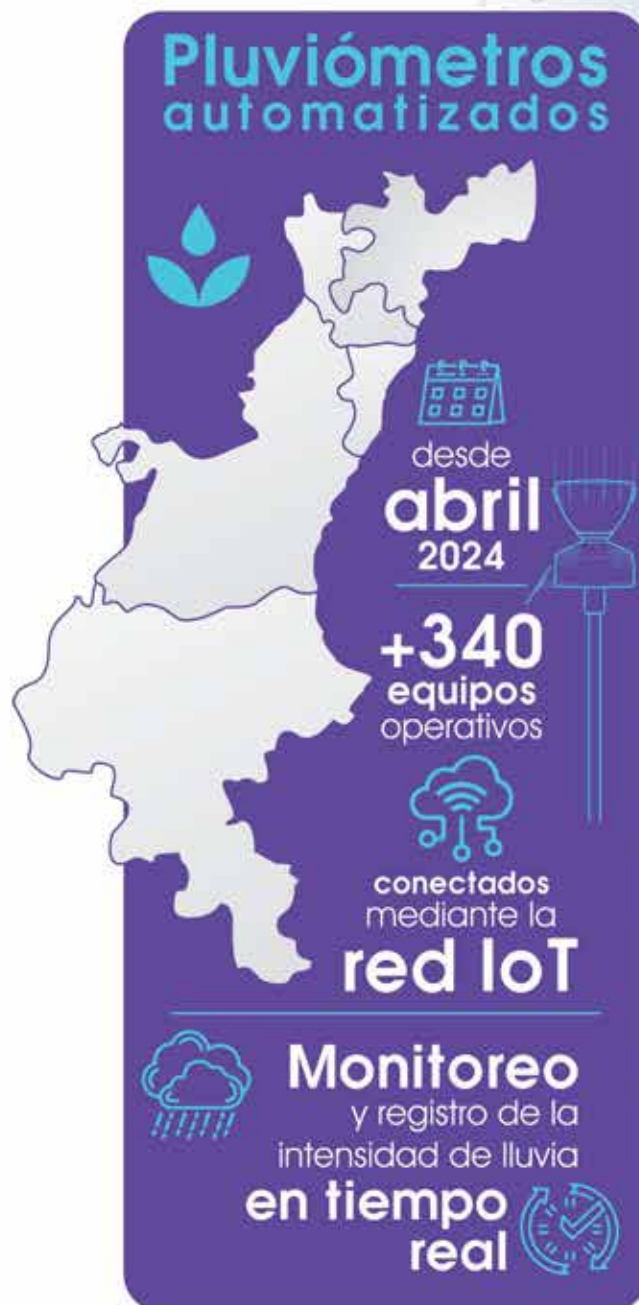 Pluviómetros
automatizados
desde
abril
2024
+340
equipos
operativos
conectados
mediante la
red IoT
Monitoreo
y registro de la
intensidad de lluvia
en tiempo
real